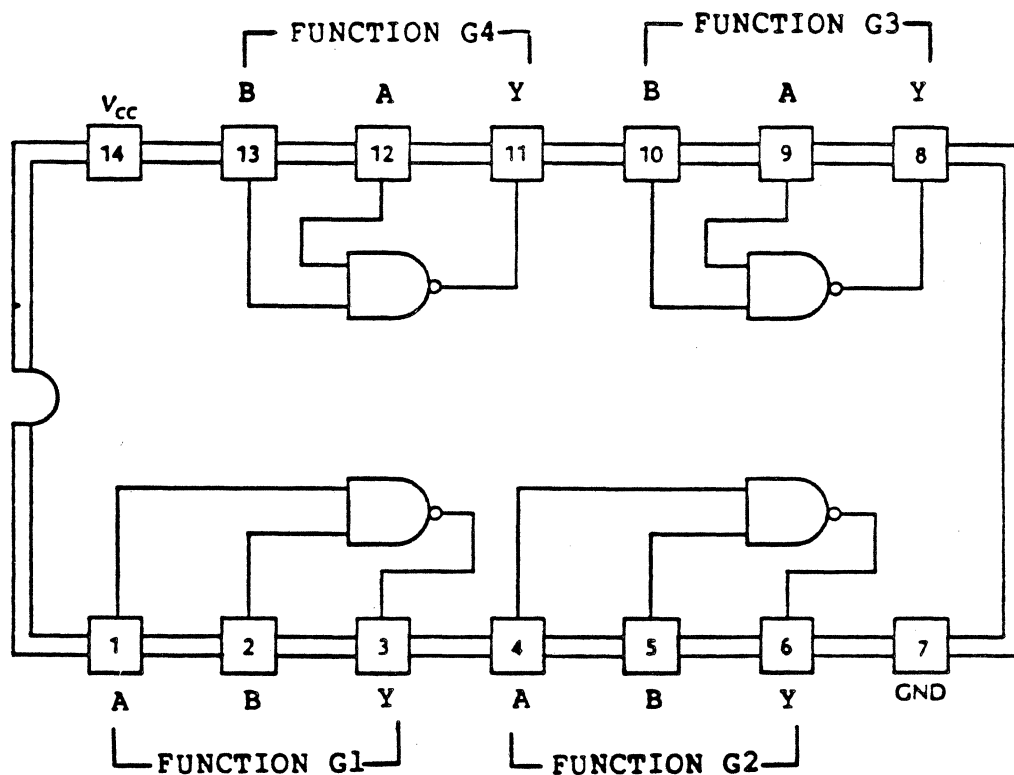 FUNCTION G4 FUNCTION G3
B A Y B A Y
VCC
14 13 12 11 10 9 8
1 2 3 4 5 6 7
A B Y A B Y GND
FUNCTION G1 FUNCTION G2